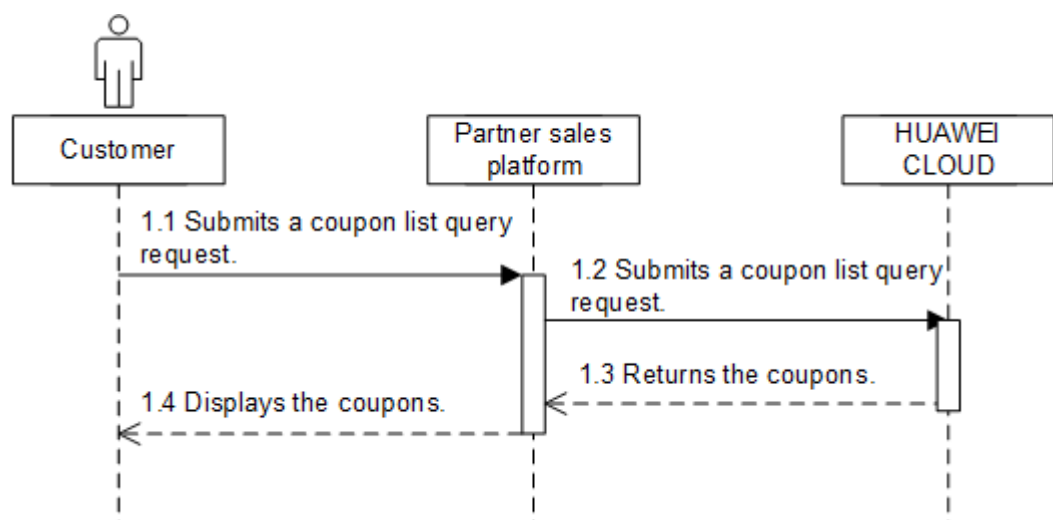 Customer
Partner sales
platform
HUAWEI
CLOUD
1.1 Submits a coupon list query
request.
1.2 Submits a coupon list query
request.
1.3 Returns the coupons.
1.4 Displays the coupons.